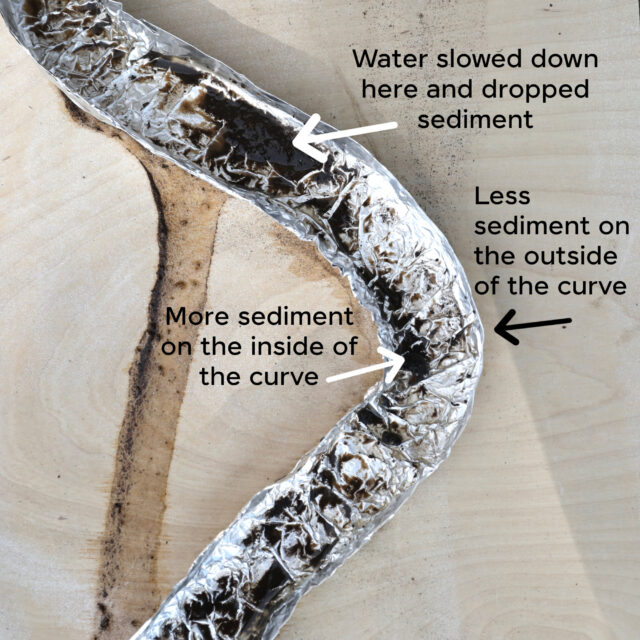 Water slowed down
here and dropped
sediment
Less
sediment on
the outside
of the curve
More sediment
on the inside of
the curve